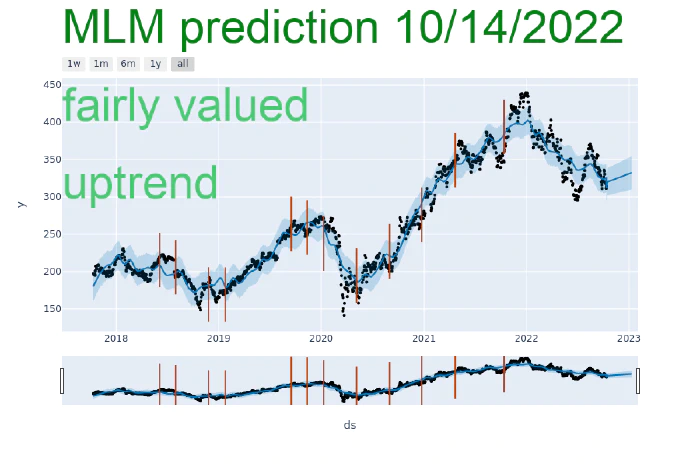 MLM prediction 10/14/2022
1w 1m 6m 1y all
fairly valued
uptrend
450
400
350
300
250
200
150
y
2018 2019 2020 2021 2022 2023
ds